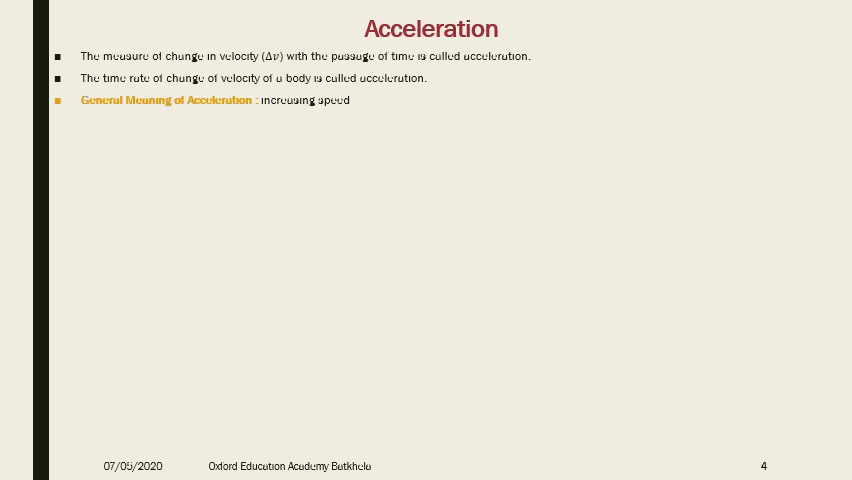 Acceleration
■ The measure of change in velocity (Δv) with the passage of time is called acceleration.
■ The time rate of change of velocity of a body is called acceleration.
■ General Meaning of Acceleration : increasing speed
07/05/2020 Oxford Education Academy Batkhela 4